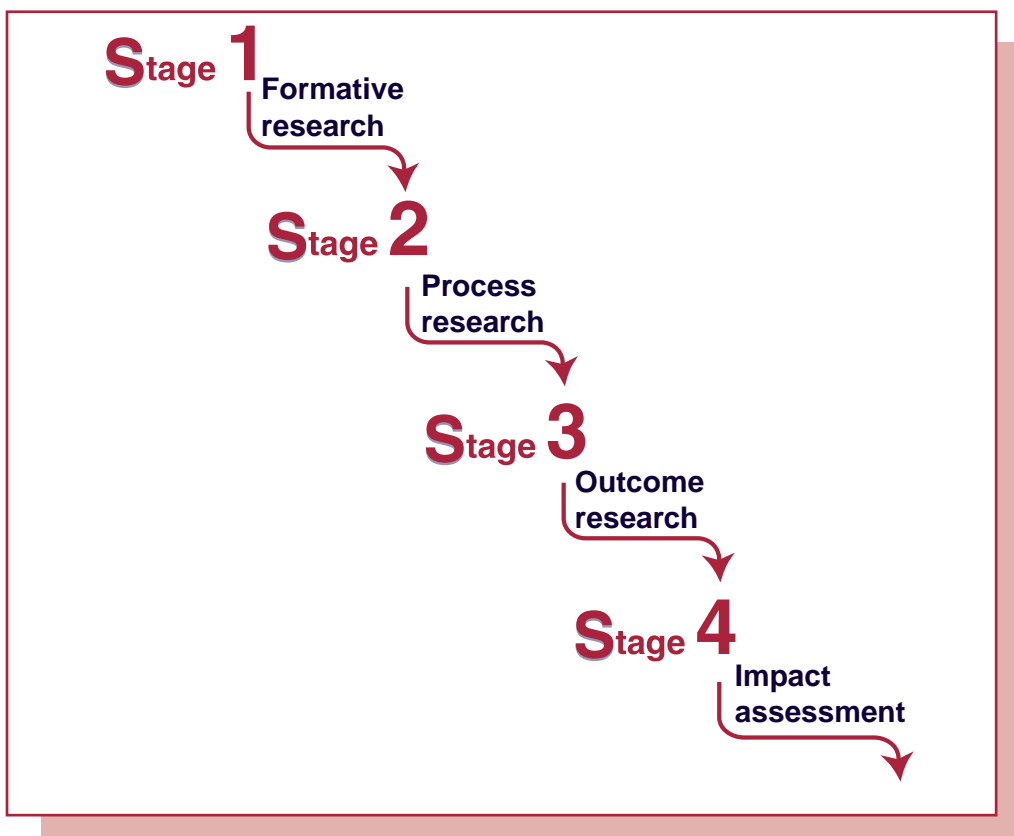 Stage 1
Formative
research
Stage 2
Process
research
Stage 3
Outcome
research
Stage 4
Impact
assessment